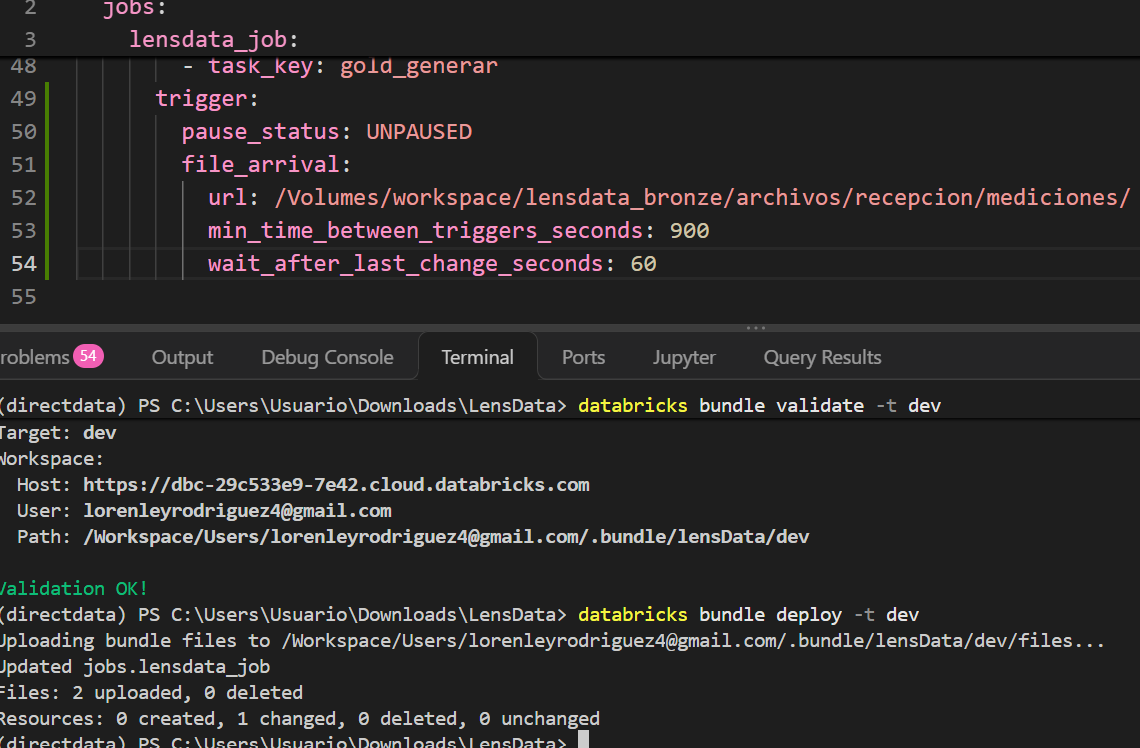 2 jobs:
3 lensdata_job:
48 - task_key: gold_generar
49 trigger:
50 pause_status: UNPAUSED
51 file_arrival:
52 url: /Volumes/workspace/lensdata_bronze/archivos/recepcion/mediciones/
53 min_time_between_triggers_seconds: 900
54 wait_after_last_change_seconds: 60
55
roblems 54 Output Debug Console Terminal Ports Jupyter Query Results
(directdata) PS C:\Users\Usuario\Downloads\LensData> databricks bundle validate -t dev
Target: dev
Workspace:
Host: https://dbc-29c533e9-7e42.cloud.databricks.com
User: lorenleyrodriguez4@gmail.com
Path: /Workspace/Users/lorenleyrodriguez4@gmail.com/.bundle/lensData/dev
Validation OK!
(directdata) PS C:\Users\Usuario\Downloads\LensData> databricks bundle deploy -t dev
Uploading bundle files to /Workspace/Users/lorenleyrodriguez4@gmail.com/.bundle/lensData/dev/files...
Updated jobs.lensdata_job
Files: 2 uploaded, 0 deleted
Resources: 0 created, 1 changed, 0 deleted, 0 unchanged
(directdata) PS C:\Users\Usuario\Downloads\LensData>